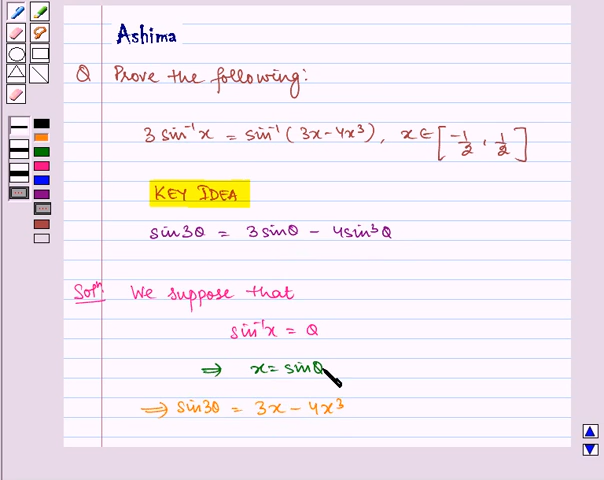 Ashima
Q Prove the following:
3 sin⁻¹x = sin⁻¹ (3x - 4x³), x ∈ [-1/2, 1/2]
KEY IDEA
sin3θ = 3sinθ - 4sin³θ
Solⁿ: We suppose that
sin⁻¹x = θ
⇒ x = sinθ
⇒ sin3θ = 3x - 4x³